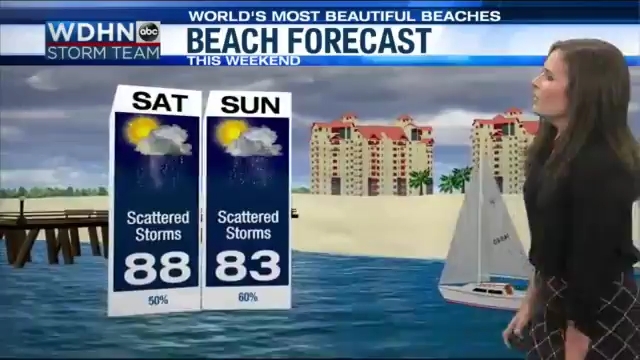 WDHN abc
STORM TEAM
WORLD'S MOST BEAUTIFUL BEACHES
BEACH FORECAST
THIS WEEKEND
SAT
Scattered
Storms
88
50%
SUN
Scattered
Storms
83
60%